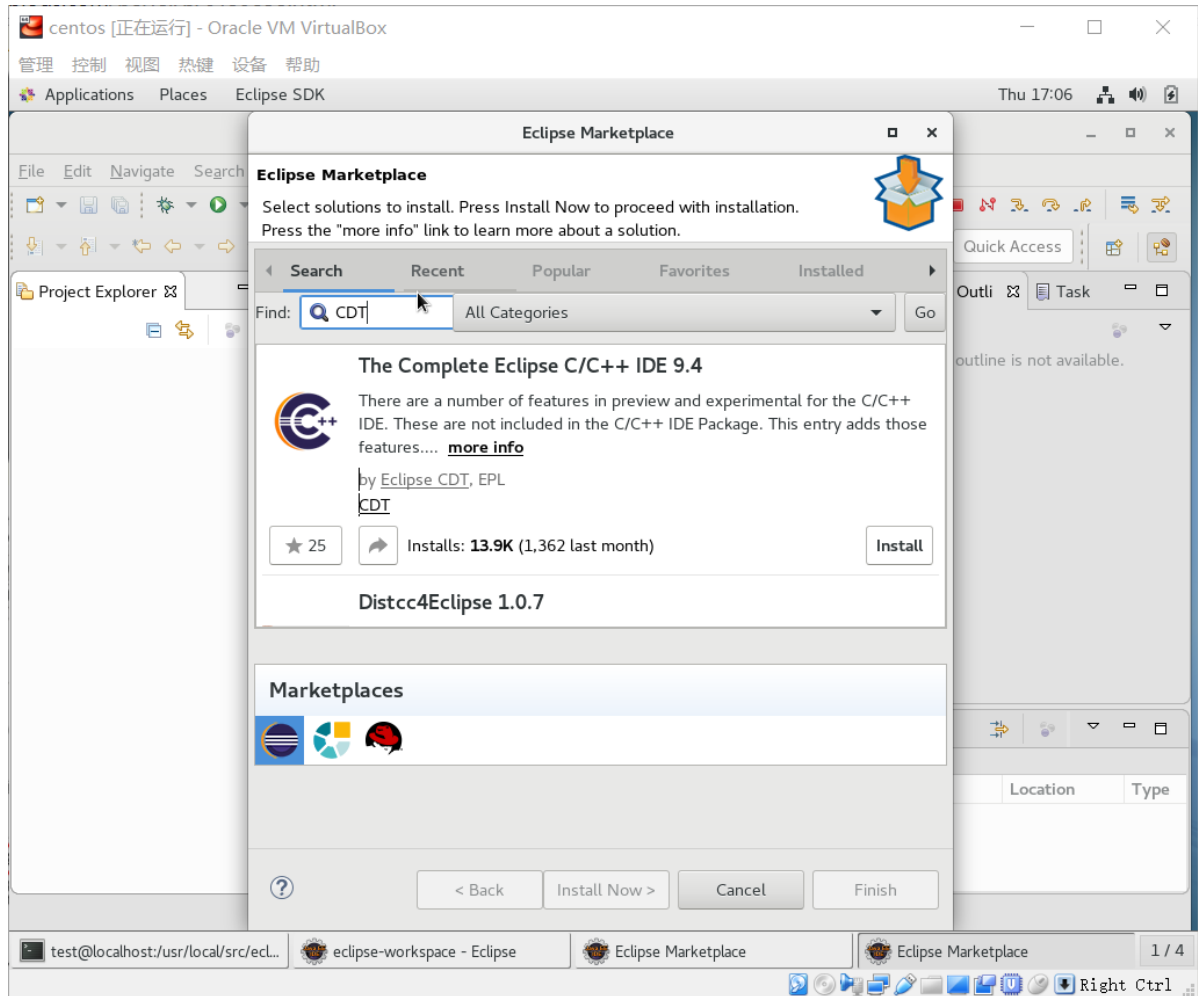 centos [正在运行] - Oracle VM VirtualBox
管理 控制 视图 热键 设备 帮助
Applications Places Eclipse SDK Thu 17:06
Eclipse Marketplace
File Edit Navigate Search
Eclipse Marketplace
Select solutions to install. Press Install Now to proceed with installation.
Press the "more info" link to learn more about a solution.
Quick Access
Search Recent Popular Favorites Installed
Project Explorer
Outli Task
Find: CDT All Categories Go
outline is not available.
The Complete Eclipse C/C++ IDE 9.4
There are a number of features in preview and experimental for the C/C++
IDE. These are not included in the C/C++ IDE Package. This entry adds those
features.... more info
by Eclipse CDT, EPL
CDT
25 Installs: 13.9K (1,362 last month) Install
Distcc4Eclipse 1.0.7
Marketplaces
Location Type
< Back Install Now > Cancel Finish
test@localhost:/usr/local/src/ecl... eclipse-workspace - Eclipse Eclipse Marketplace Eclipse Marketplace 1 / 4
Right Ctrl